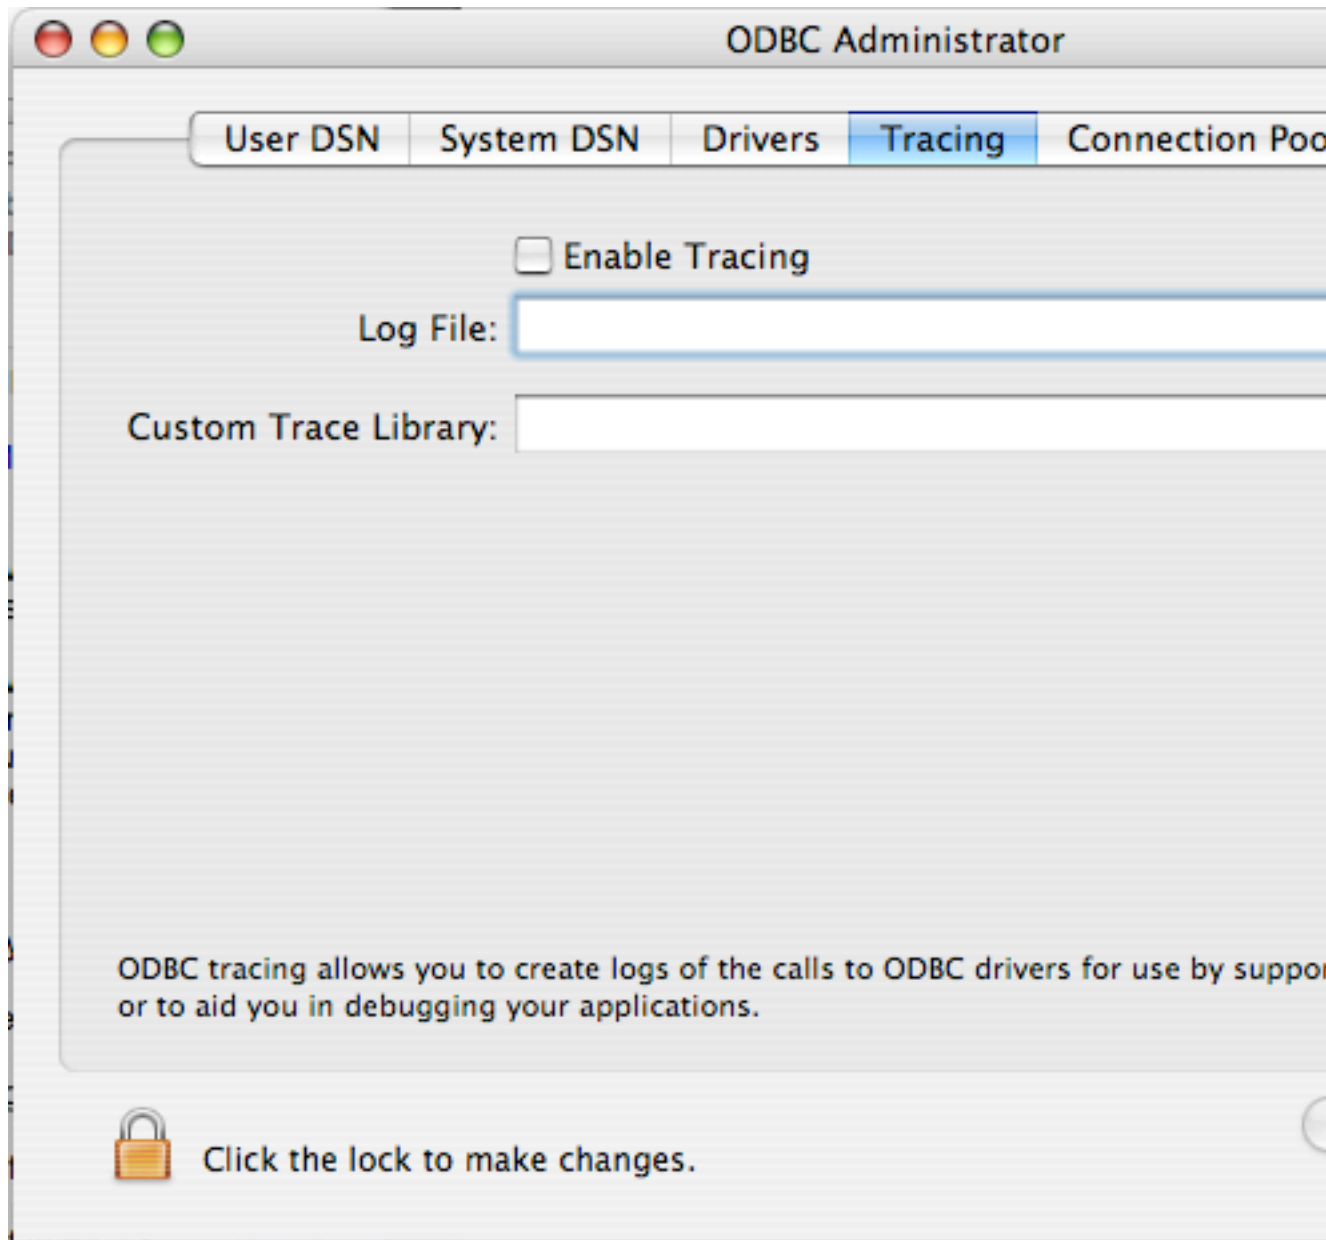 ODBC Administrator
User DSN System DSN Drivers Tracing Connection
Enable Tracing
Log File:
Custom Trace Library:
ODBC tracing allows you to create logs of the calls to ODBC drivers for use by
or to aid you in debugging your applications.
Click the lock to make changes.